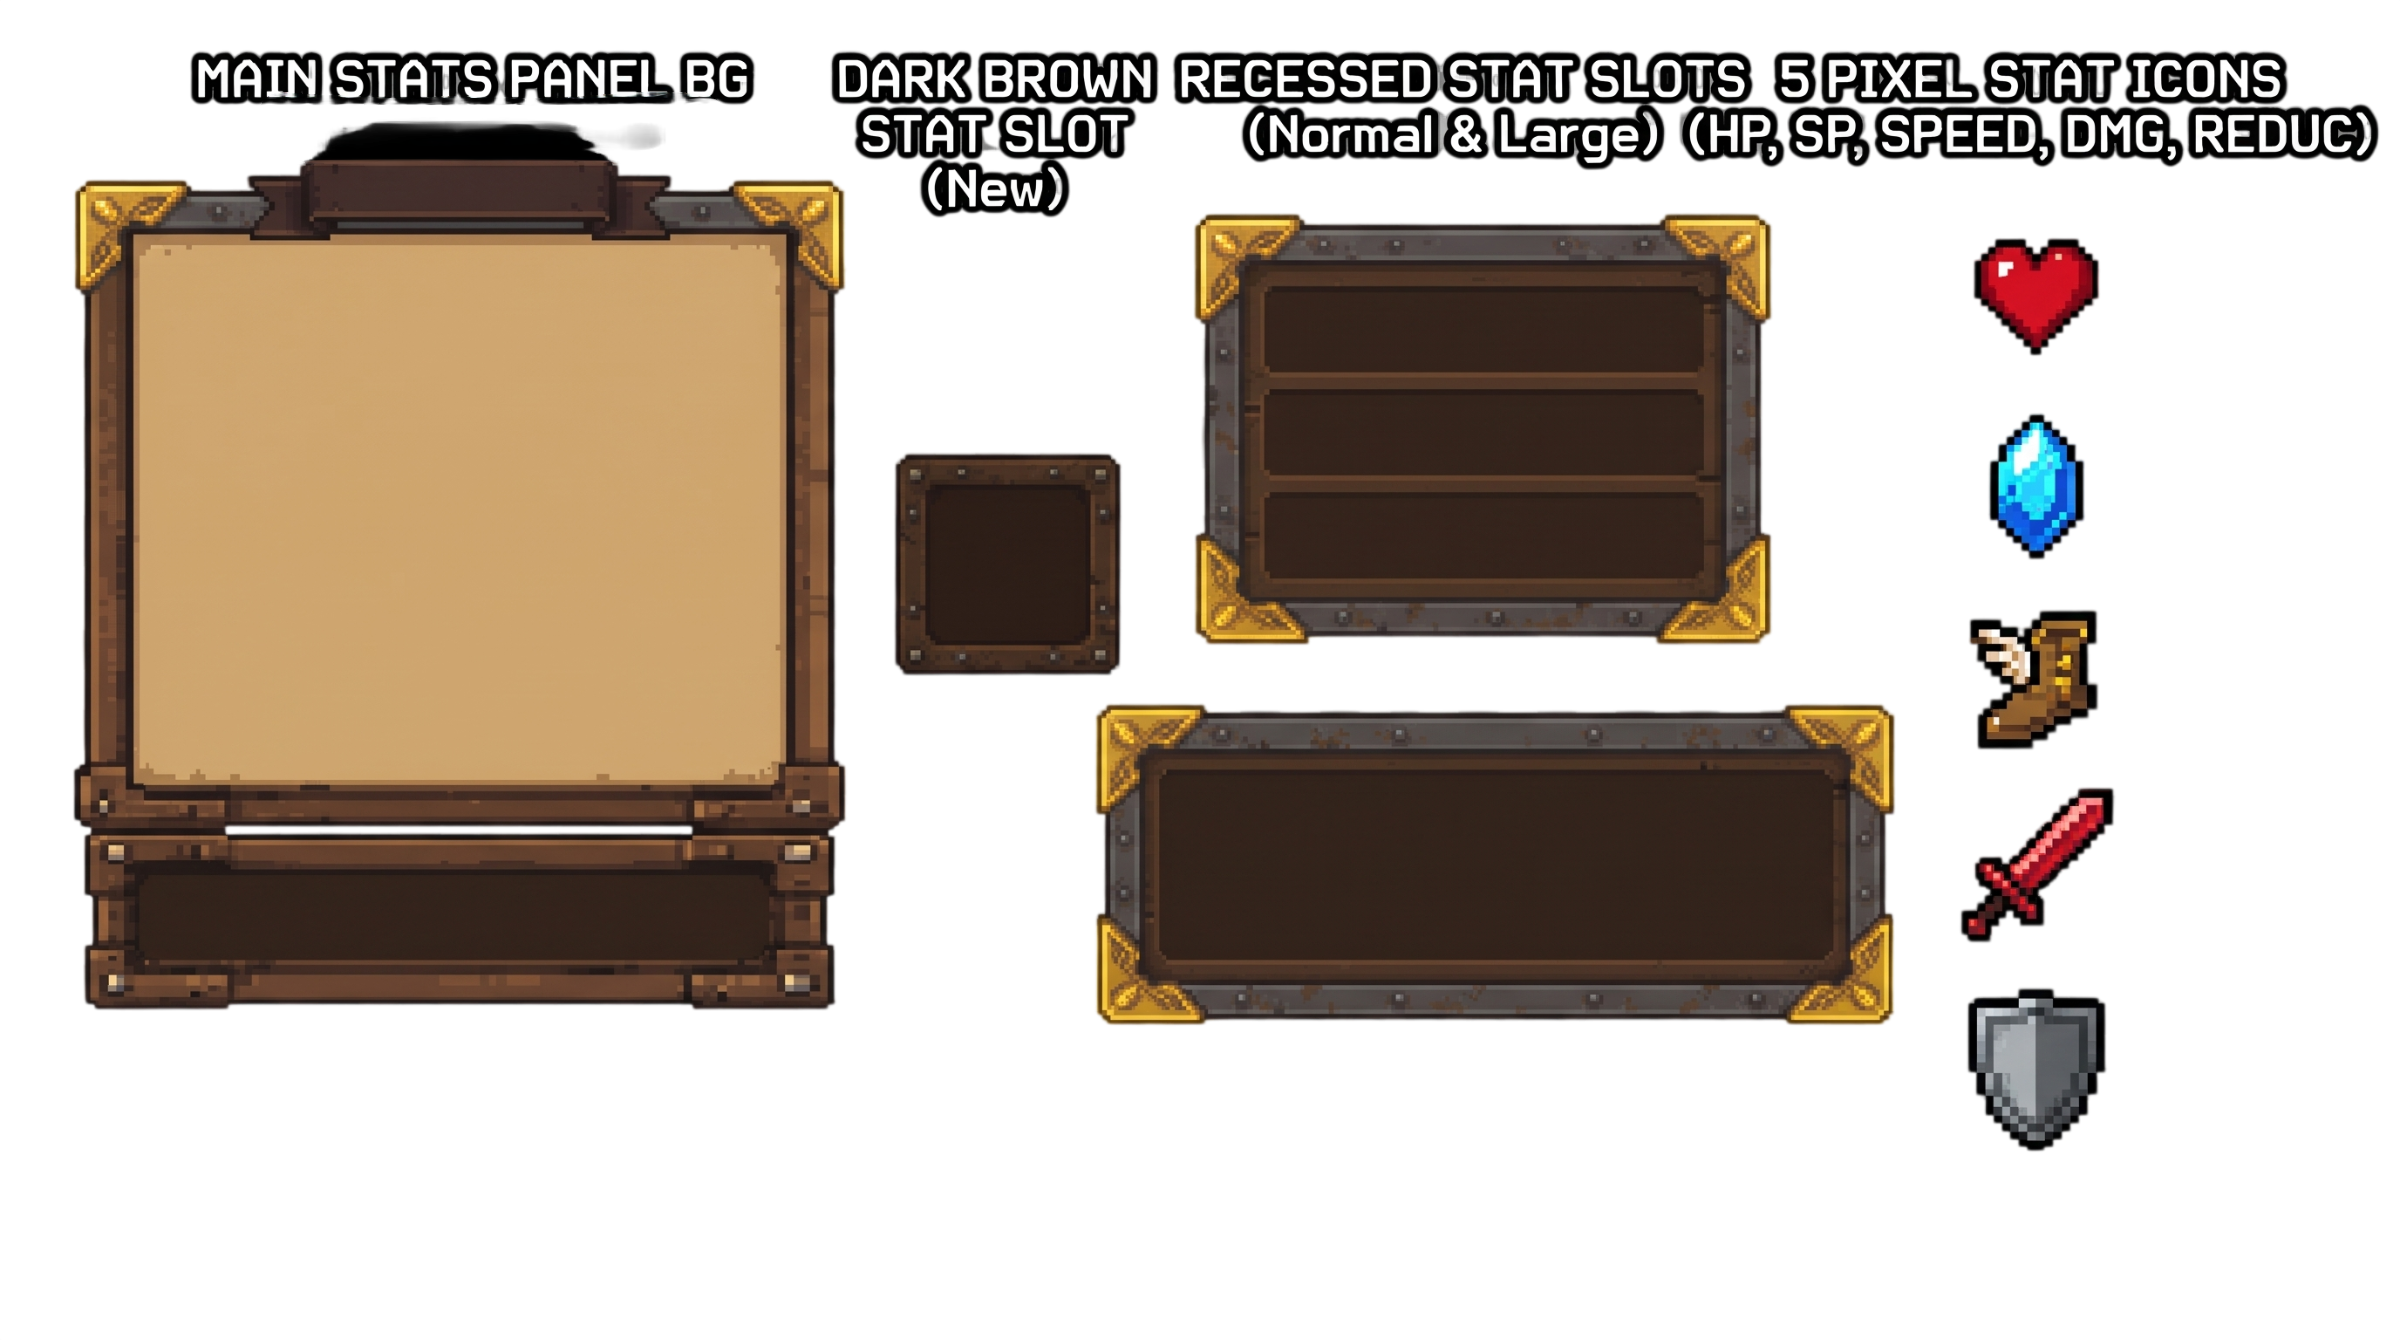 MAIN STATS PANEL BG
DARK BROWN
STAT SLOT
(New)
RECESSED STAT SLOTS
(Normal & Large)
5 PIXEL STAT ICONS
(HP, SP, SPEED, DMG, REDUC)